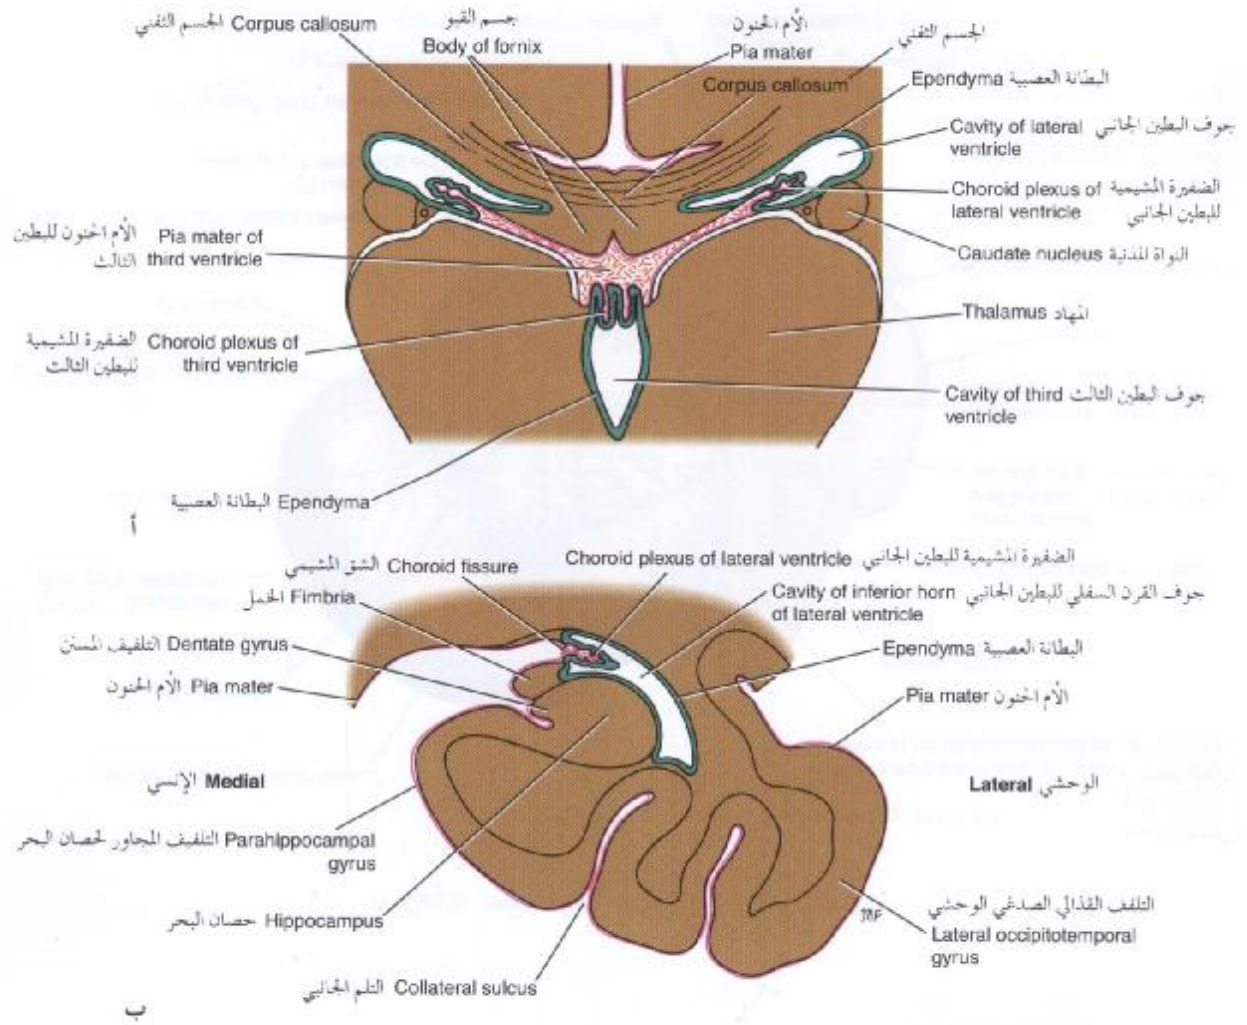 الجسم الثفني Corpus callosum
جسم القبو
Body of fornix
الأم الحنون
Pia mater
الجسم الثفني
Corpus callosum
Ependyma البطانة العصبية
Cavity of lateral جوف البطين الجانبي
ventricle
Choroid plexus of الضفيرة المشيمية
lateral ventricle للبطين الجانبي
Caudate nucleus النواة المذنبة
Thalamus المهاد
Cavity of third جوف البطين الثالث
ventricle
الأم الحنون للبطين Pia mater of
الثالث third ventricle
الضفيرة المشيمية Choroid plexus of
للبطين الثالث third ventricle
البطانة العصبية Ependyma
أ
الشق المشيمي Choroid fissure
Choroid plexus of lateral ventricle الضفيرة المشيمية للبطين الجانبي
الخمل Fimbria
Cavity of inferior horn جوف القرن السفلي للبطين الجانبي
of lateral ventricle
التلفيف المسنن Dentate gyrus
Ependyma البطانة العصبية
الأم الحنون Pia mater
Pia mater الأم الحنون
الإنسي Medial
Lateral الوحشي
التلفيف المجاور لحصان البحر Parahippocampal
gyrus
حصان البحر Hippocampus
التلفف القذالي الصدغي الوحشي
Lateral occipitotemporal
gyrus
التلم الجانبي Collateral sulcus
ب